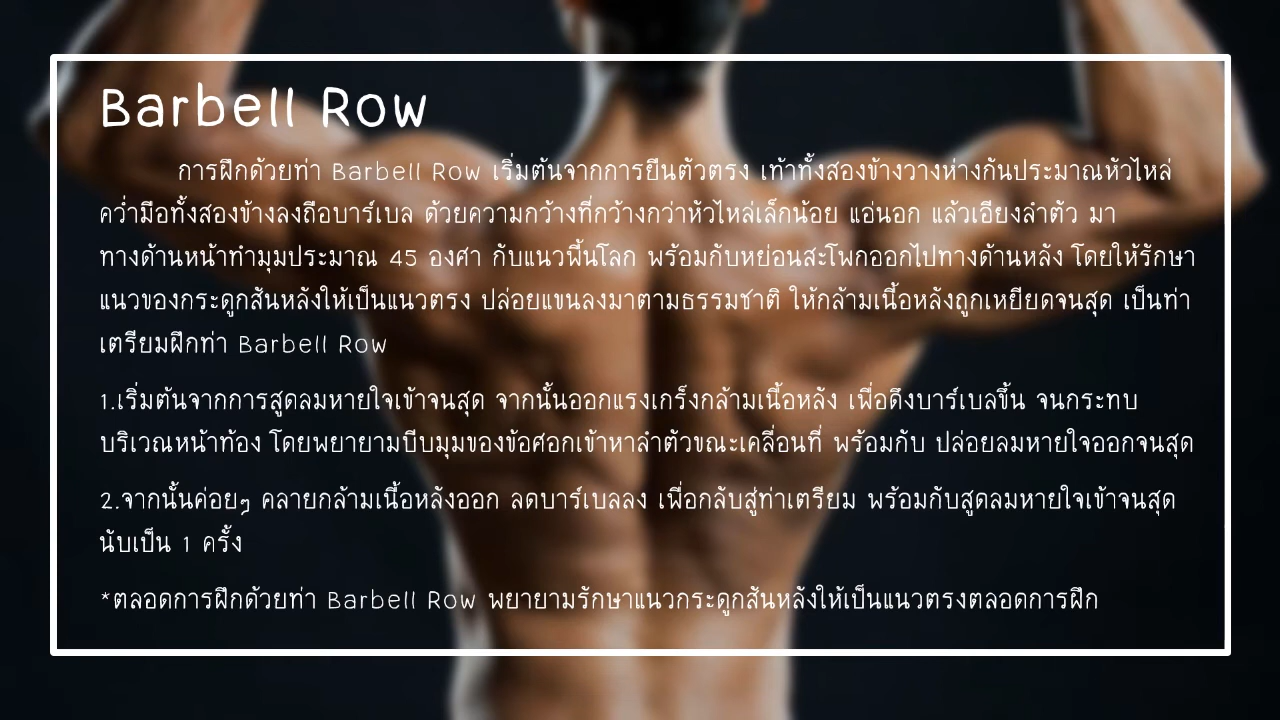 Barbell Row
การฝึกด้วยท่า Barbell Row เริ่มต้นจากการยืนตัวตรง เท้าทั้งสองข้างวางห่างกันประมาณหัวไหล่
คว่ำมือทั้งสองข้างลงถือบาร์เบล ด้วยความกว้างที่กว้างกว่าหัวไหล่เล็กน้อย แอ่นอก แล้วเอียงลำตัว มา
ทางด้านหน้าทำมุมประมาณ 45 องศา กับแนวพื้นโลก พร้อมกับหย่อนสะโพกออกไปทางด้านหลัง โดยให้รักษา
แนวของกระดูกสันหลังให้เป็นแนวตรง ปล่อยแขนลงมาตามธรรมชาติ ให้กล้ามเนื้อหลังถูกเหยียดจนสุด เป็นท่า
เตรียมฝึกท่า Barbell Row
1.เริ่มต้นจากการสูดลมหายใจเข้าจนสุด จากนั้นออกแรงเกร็งกล้ามเนื้อหลัง เพื่อดึงบาร์เบลขึ้น จนกระทบ
บริเวณหน้าท้อง โดยพยายามบีบมุมของข้อศอกเข้าหาลำตัวขณะเคลื่อนที่ พร้อมกับ ปล่อยลมหายใจออกจนสุด
2.จากนั้นค่อยๆ คลายกล้ามเนื้อหลังออก ลดบาร์เบลลง เพื่อกลับสู่ท่าเตรียม พร้อมกับสูดลมหายใจเข้าจนสุด
นับเป็น 1 ครั้ง
*ตลอดการฝึกด้วยท่า Barbell Row พยายามรักษาแนวกระดูกสันหลังให้เป็นแนวตรงตลอดการฝึก